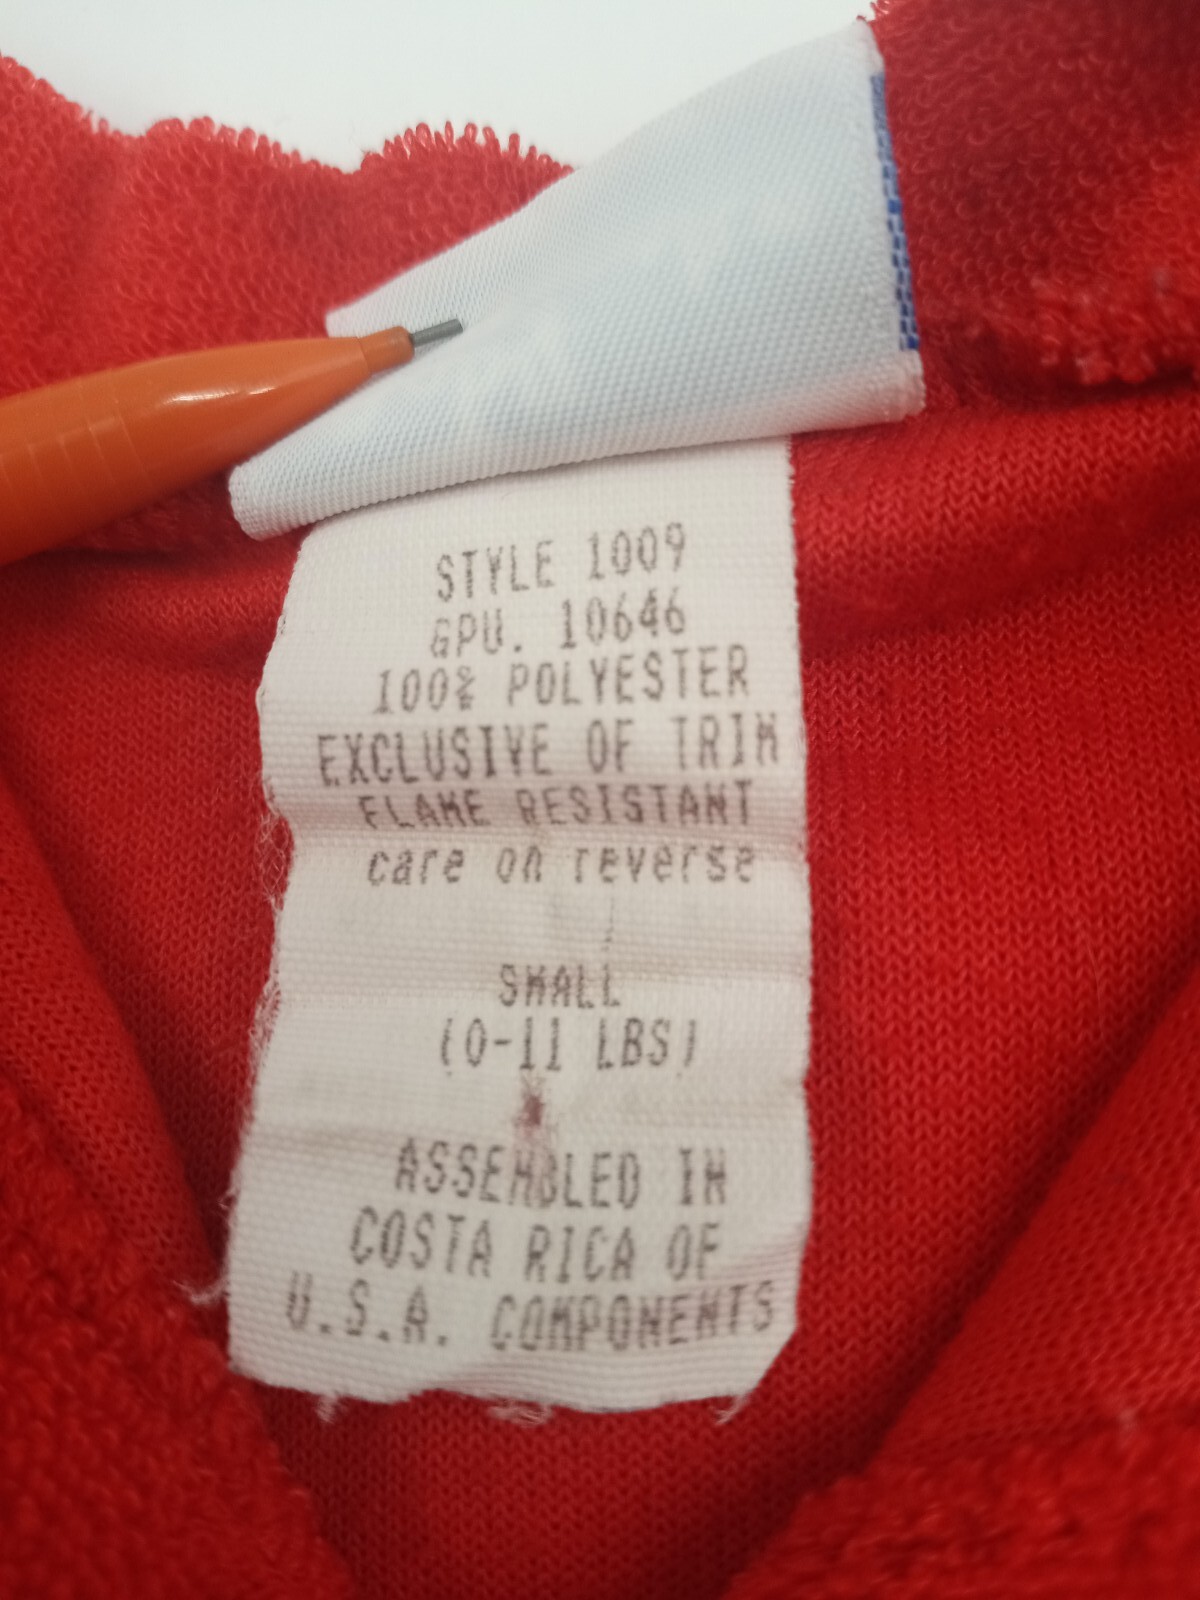 STYLE 1009
GPU. 10646
100% POLYESTER
EXCLUSIVE OF TRIM
FLAME RESISTANT
care on reverse
SMALL
(0-11 LBS)
ASSEMBLED IN
COSTA RICA OF
U.S.A. COMPONENTS